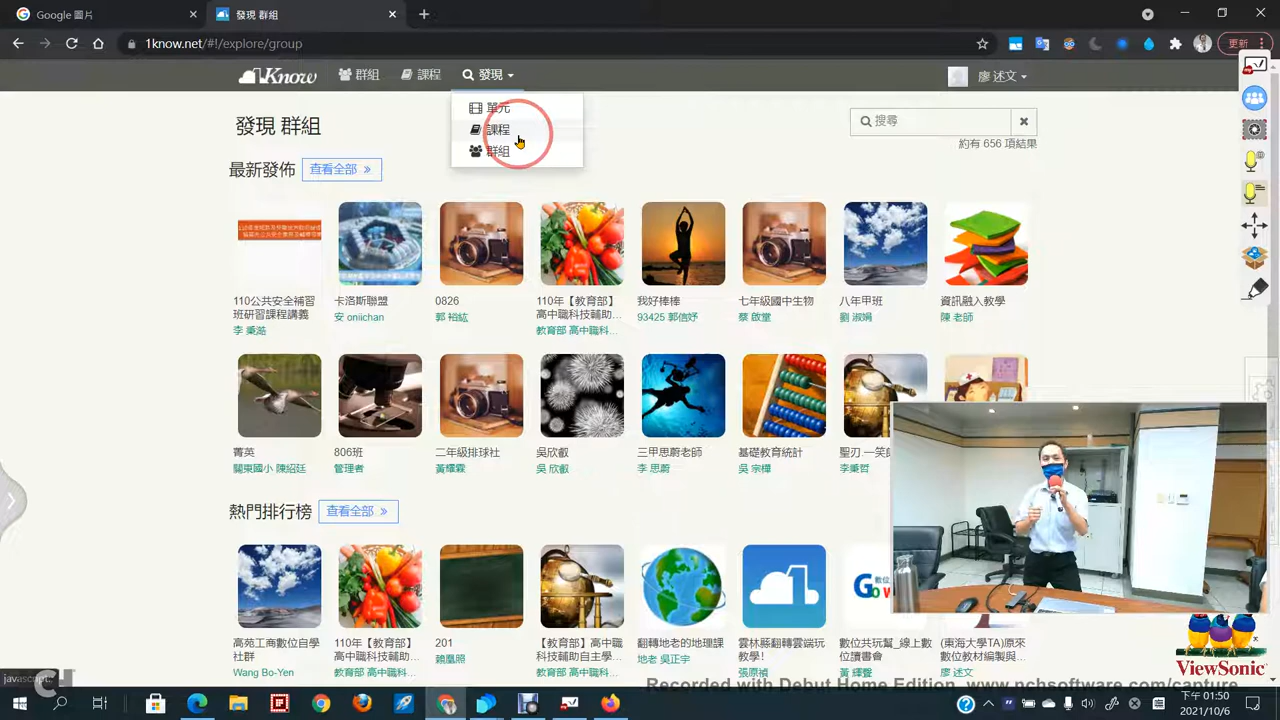 Google 圖片
發現 群組
1know.net/#!/explore/group
更新
1Know
群組
課程
發現
廖 述文
單元
課程
群組
發現 群組
搜尋
約有 656 項結果
最新發佈
查看全部 »
110公共安全補習
班研習課程講義
李 秉澔
卡洛斯聯盟
安 oniichan
0826
郭 裕紘
110年【教育部】
高中職科技輔助...
教育部 高中職科...
我好棒棒
93425 郭信妤
七年級國中生物
蔡 啟堂
八年甲班
劉 淑娟
資訊融入教學
陳 老師
菁英
關東國小 陳紹廷
806班
管理者
二年級排球社
黃耀霖
吳欣叡
吳 欣叡
三甲思蔚老師
李 思蔚
基礎教育統計
吳 宗樺
聖刃.一笑
李秉哲
熱門排行榜
查看全部 »
高苑工商數位自學
社群
Wang Bo-Yen
110年【教育部】
高中職科技輔助...
教育部 高中職科...
201
賴凰照
【教育部】高中職
科技輔助自主學...
教育部 高中職科...
翻轉地老的地理課
地老 吳正宇
雲林縣翻轉雲端玩
教學！
張原禎
數位共玩幫_線上數
位讀書會
黃 輝聲
(東海大學TA)原來
數位教材編製與...
廖 述文
ViewSonic
javascript:
Recorded with Debut Home Edition. www.nchsoftware.com/capture
下午 01:50
2021/10/6